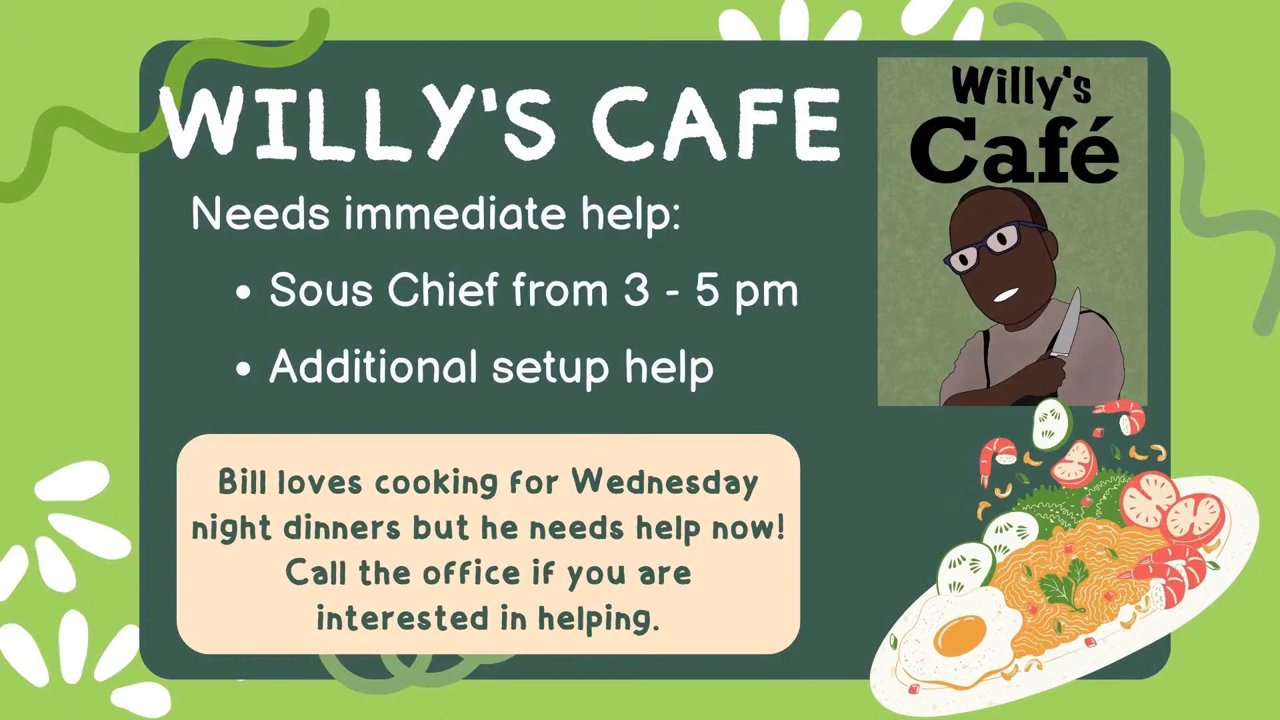 WILLY'S CAFE
Needs immediate help:
• Sous Chief from 3 - 5 pm
• Additional setup help
Bill loves cooking for Wednesday
night dinners but he needs help now!
Call the office if you are
interested in helping.
Willy's
Café